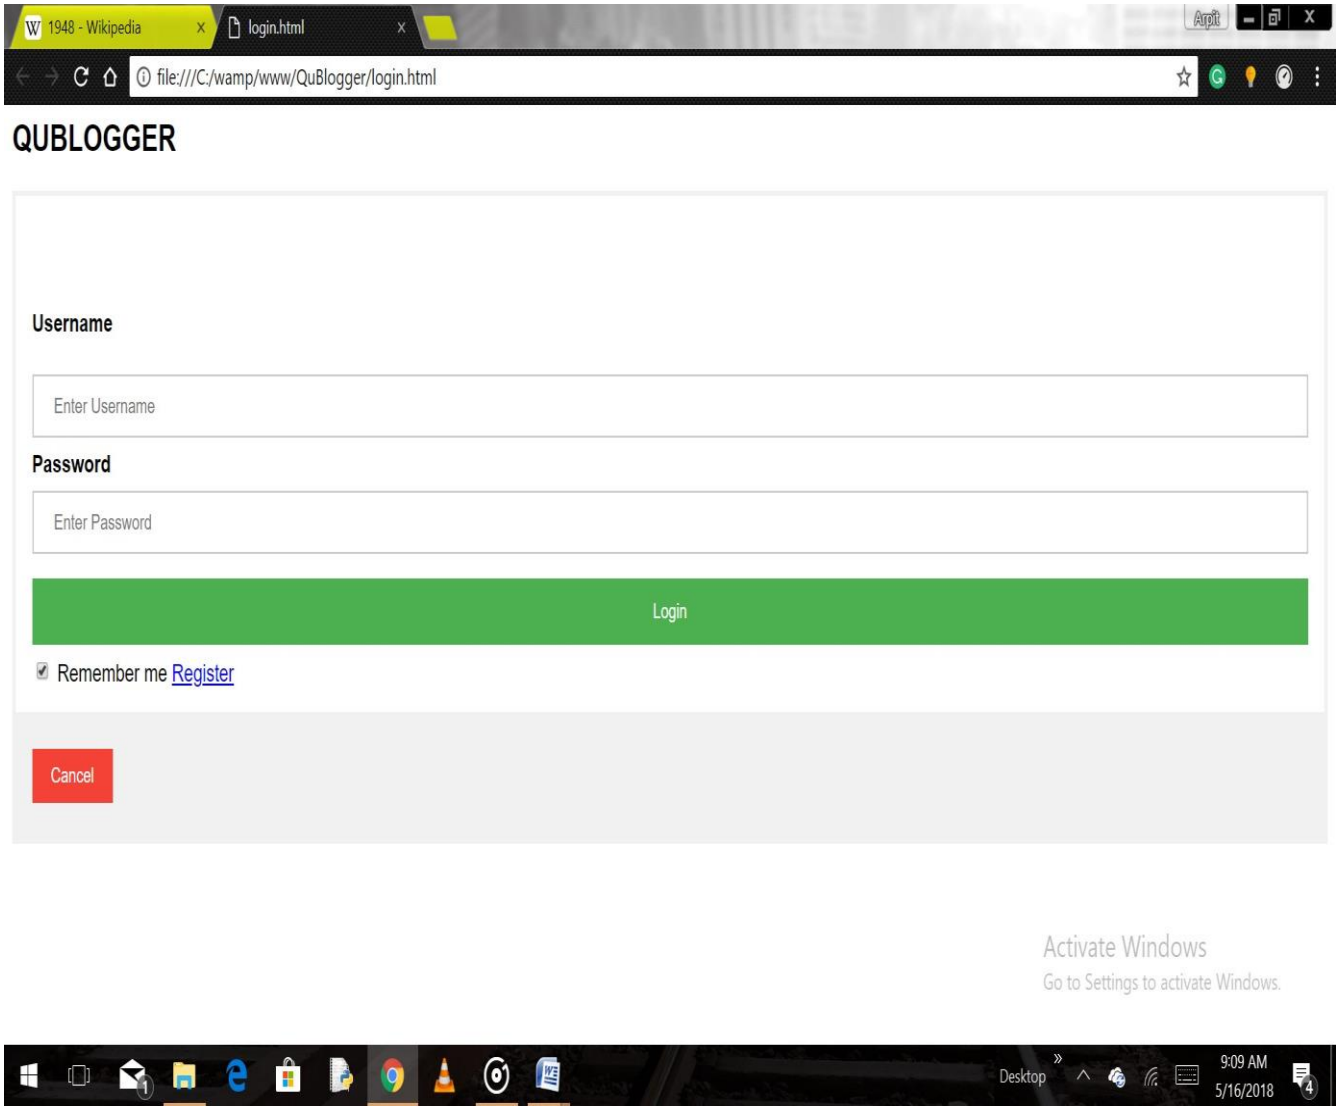 W 1948 - Wikipedia x login.html x Arpit X
file:///C:/wamp/www/QuBlogger/login.html
QUBLOGGER
Username
Enter Username
Password
Enter Password
Login
Remember me Register
Cancel
Activate Windows
Go to Settings to activate Windows.
Desktop
9:09 AM
5/16/2018
1
4